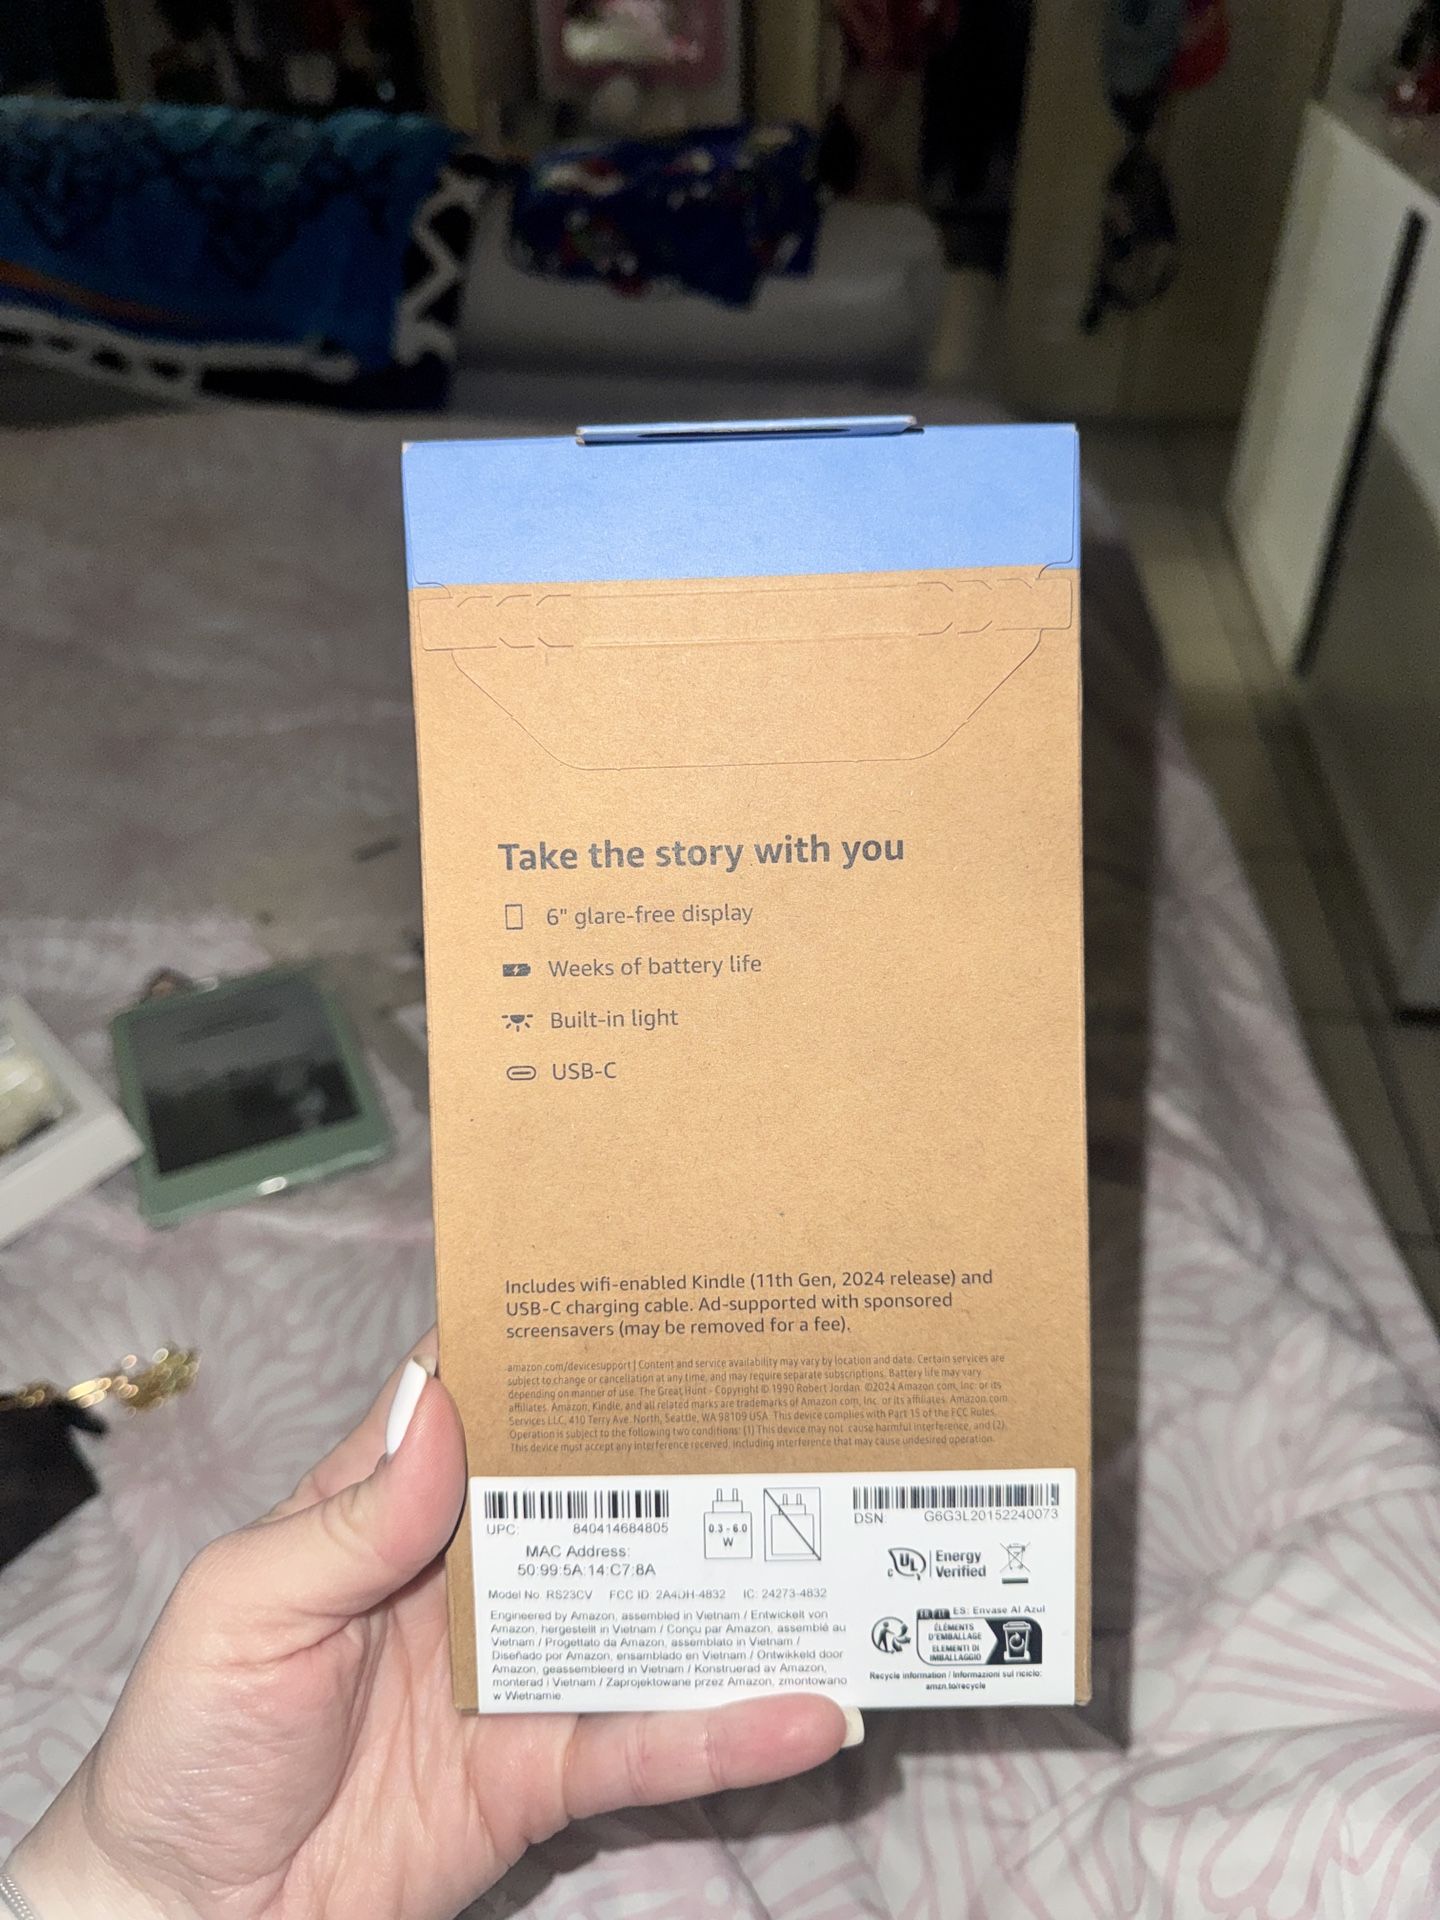 Take the story with you
6" glare-free display
Weeks of battery life
Built-in light
USB-C
Includes wifi-enabled Kindle (11th Gen, 2024 release) and
USB-C charging cable. Ad-supported with sponsored
screensavers (may be removed for a fee).
amazon.com/devicesupport | Content and service availability may vary by location and date. Certain services are
subject to change or cancellation at any time, and may require separate subscriptions. Battery life may vary
depending on manner of use. The Great Hunt - Copyright © 1990 Robert Jordan. ©2024 Amazon.com, Inc. or its
affiliates. Amazon, Kindle, and all related marks are trademarks of Amazon.com, Inc. or its affiliates. Amazon.com
Services LLC, 410 Terry Ave. North, Seattle, WA 98109 USA. This device complies with Part 15 of the FCC Rules.
Operation is subject to the following two conditions: (1) This device may not cause harmful interference, and (2)
This device must accept any interference received, including interference that may cause undesired operation.
UPC: 840414684805
MAC Address:
50:99:5A:14:C7:8A
0.3 - 6.0
W
DSN: G6G3L20152240073
Model No. RS23CV FCC ID: 2A4DH-4832 IC: 24273-4832
c UL Energy
Verified
Engineered by Amazon, assembled in Vietnam / Entwickelt von
Amazon, hergestellt in Vietnam / Conçu par Amazon, assemblé au
Vietnam / Progettato da Amazon, assemblato in Vietnam /
Diseñado por Amazon, ensamblado en Vietnam / Ontwikkeld door
Amazon, geassembleerd in Vietnam / Konstruerad av Amazon,
monterad i Vietnam / Zaprojektowane przez Amazon, zmontowano
w Wietnamie
ES: Envase Al Azul
ÉLÉMENTS
D'EMBALLAGE
ELEMENTI DI
IMBALLAGGIO
Recycle information / Informazioni sul riciclo:
amzn.to/recycle